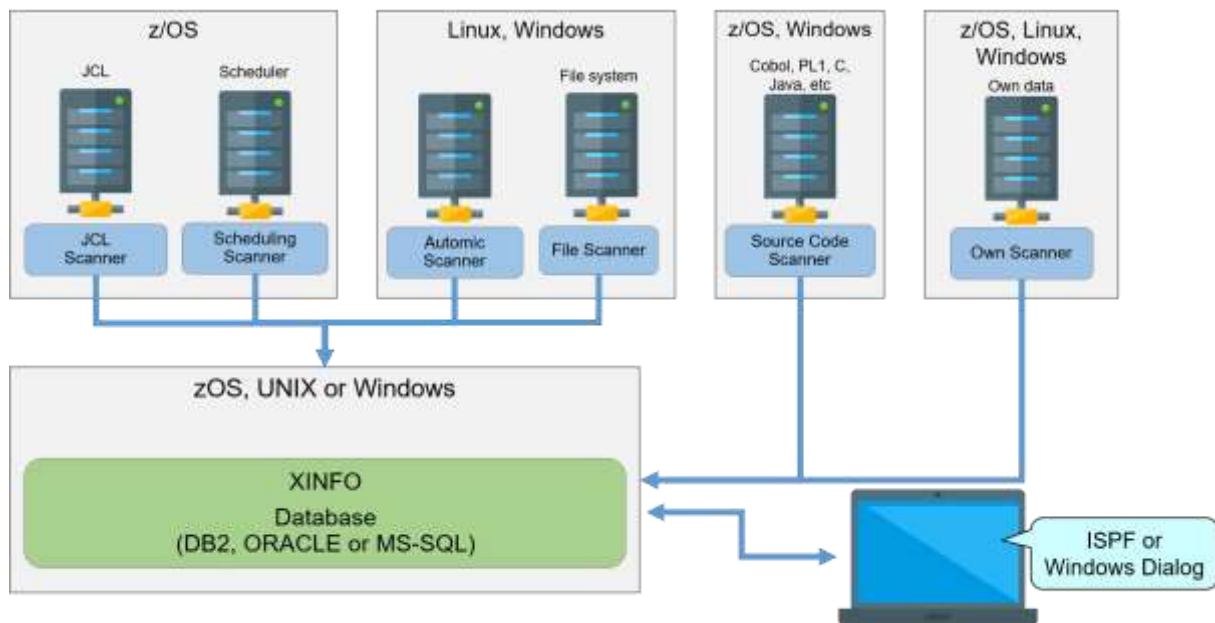 z/OS
JCL
Scheduler
JCL
Scanner
Scheduling
Scanner
Linux, Windows
File system
Automic
Scanner
File Scanner
z/OS, Windows
Cobol, PL1, C,
Java, etc
Source Code
Scanner
z/OS, Linux,
Windows
Own data
Own Scanner
zOS, UNIX or Windows
XINFO
Database
(DB2, ORACLE or MS-SQL)
ISPF or
Windows Dialog